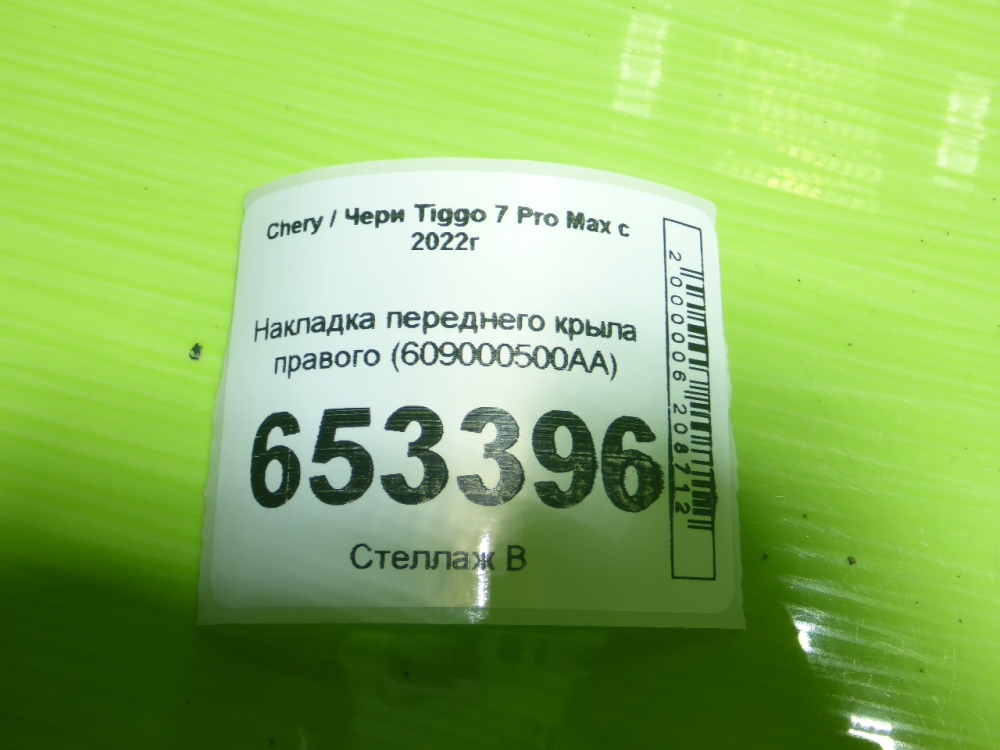 Chery / Чери Tiggo 7 Pro Max с
2022г
Накладка переднего крыла
правого (609000500AA)
653396
Стеллаж В
2000006208712